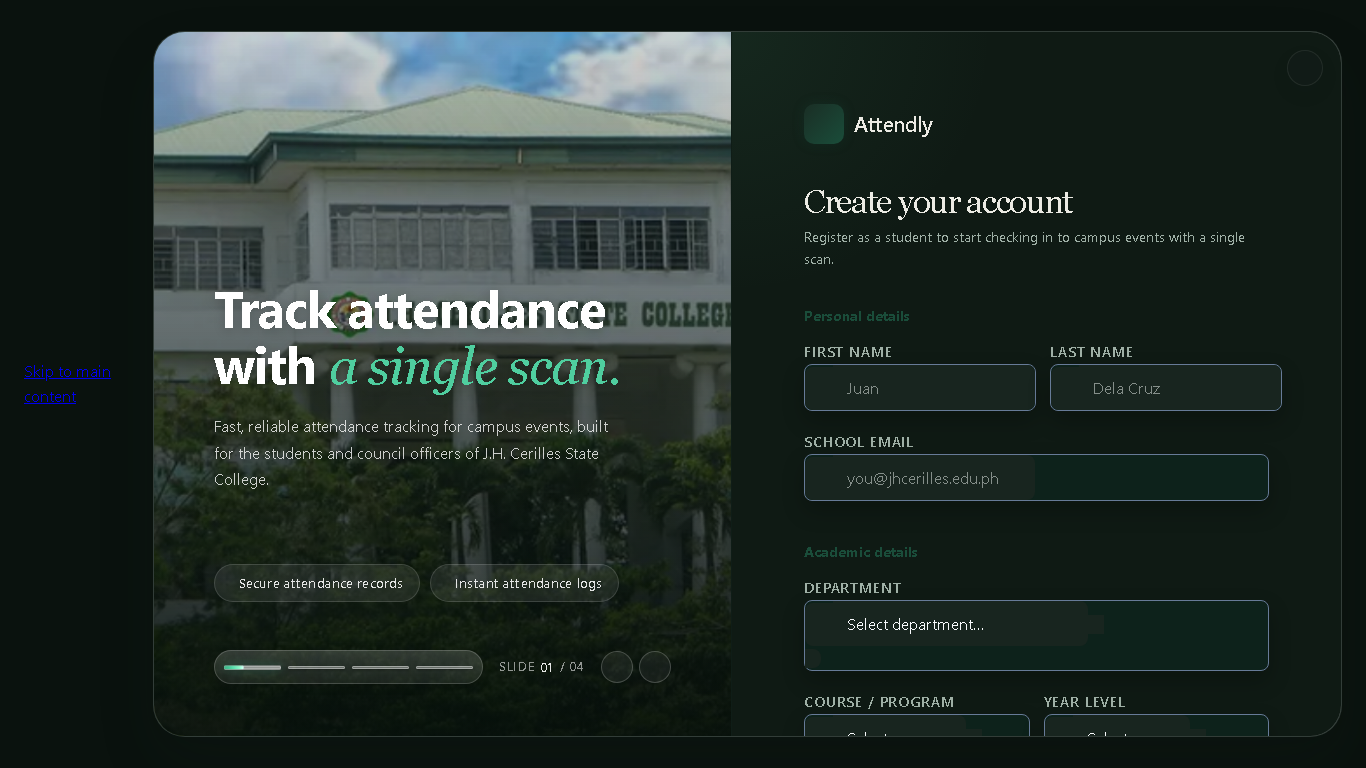 Skip to main
content
Track attendance
with a single scan.
Fast, reliable attendance tracking for campus events, built
for the students and council officers of J.H. Cerilles State
College.
Secure attendance records
Instant attendance logs
SLIDE 01 / 04
Attendly
Create your account
Register as a student to start checking in to campus events with a single
scan.
Personal details
FIRST NAME
LAST NAME
Juan
Dela Cruz
SCHOOL EMAIL
you@jhcerilles.edu.ph
Academic details
DEPARTMENT
Select department...
COURSE / PROGRAM
YEAR LEVEL